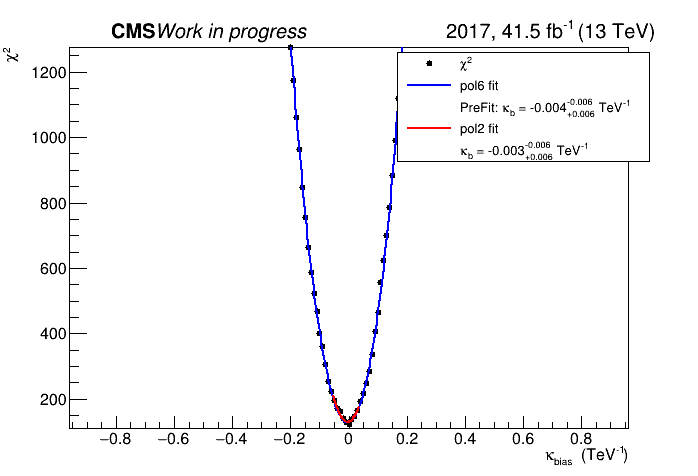 CMS Work in progress 2017, 41.5 fb⁻¹ (13 TeV)
χ²
χ²
pol6 fit
PreFit: κ_b = -0.004^{-0.006}_{+0.006} TeV⁻¹
pol2 fit
κ_b = -0.003^{-0.006}_{+0.006} TeV⁻¹
1200
1000
800
600
400
200
−0.8 −0.6 −0.4 −0.2 0 0.2 0.4 0.6 0.8
κ_bias (TeV⁻¹)